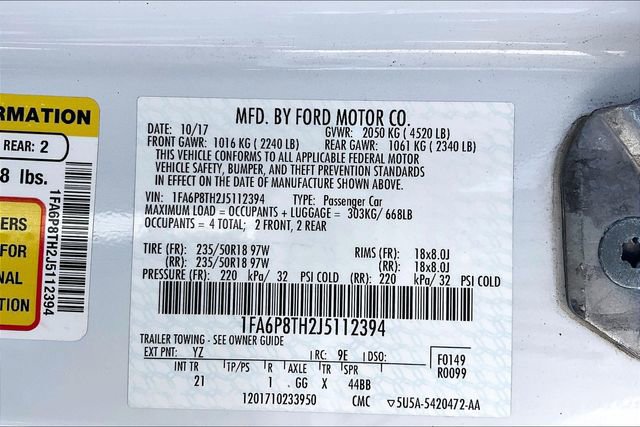 RMATION
REAR: 2
8 lbs.
ERS
FOR
NAL
TION
1FA6P8TH2J5112394
MFD. BY FORD MOTOR CO.
DATE: 10/17 GVWR: 2050 KG ( 4520 LB)
FRONT GAWR: 1016 KG ( 2240 LB) REAR GAWR: 1061 KG ( 2340 LB)
THIS VEHICLE CONFORMS TO ALL APPLICABLE FEDERAL MOTOR
VEHICLE SAFETY, BUMPER, AND THEFT PREVENTION STANDARDS
IN EFFECT ON THE DATE OF MANUFACTURE SHOWN ABOVE.
VIN: 1FA6P8TH2J5112394 TYPE: Passenger Car
MAXIMUM LOAD = OCCUPANTS + LUGGAGE = 303KG/ 668LB
OCCUPANTS = 4 TOTAL; 2 FRONT, 2 REAR
TIRE (FR): 235/50R18 97W RIMS (FR): 18x8.0J
(RR): 235/50R18 97W (RR): 18x8.0J
PRESSURE (FR): 220 kPa/ 32 PSI COLD (RR): 220 kPa/ 32 PSI COLD
1FA6P8TH2J5112394
TRAILER TOWING - SEE OWNER GUIDE
EXT PNT: YZ RC: 9E DSO: F0149
INT TR TP/PS R AXLE TR SPR R0099
21 1 GG X 44BB
1201710233950 CMC ▽5U5A-5420472-AA